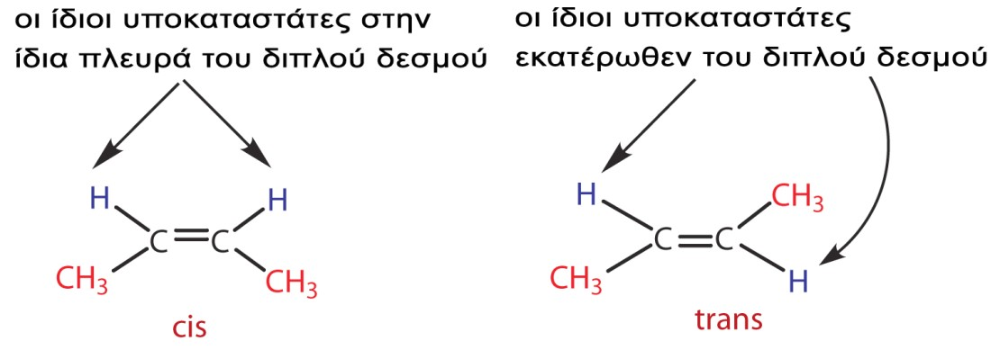 οι ίδιοι υποκαταστάτες στην
ίδια πλευρά του διπλού δεσμού
H H
C C
CH3 CH3
cis
οι ίδιοι υποκαταστάτες
εκατέρωθεν του διπλού δεσμού
H CH3
C C
CH3 H
trans